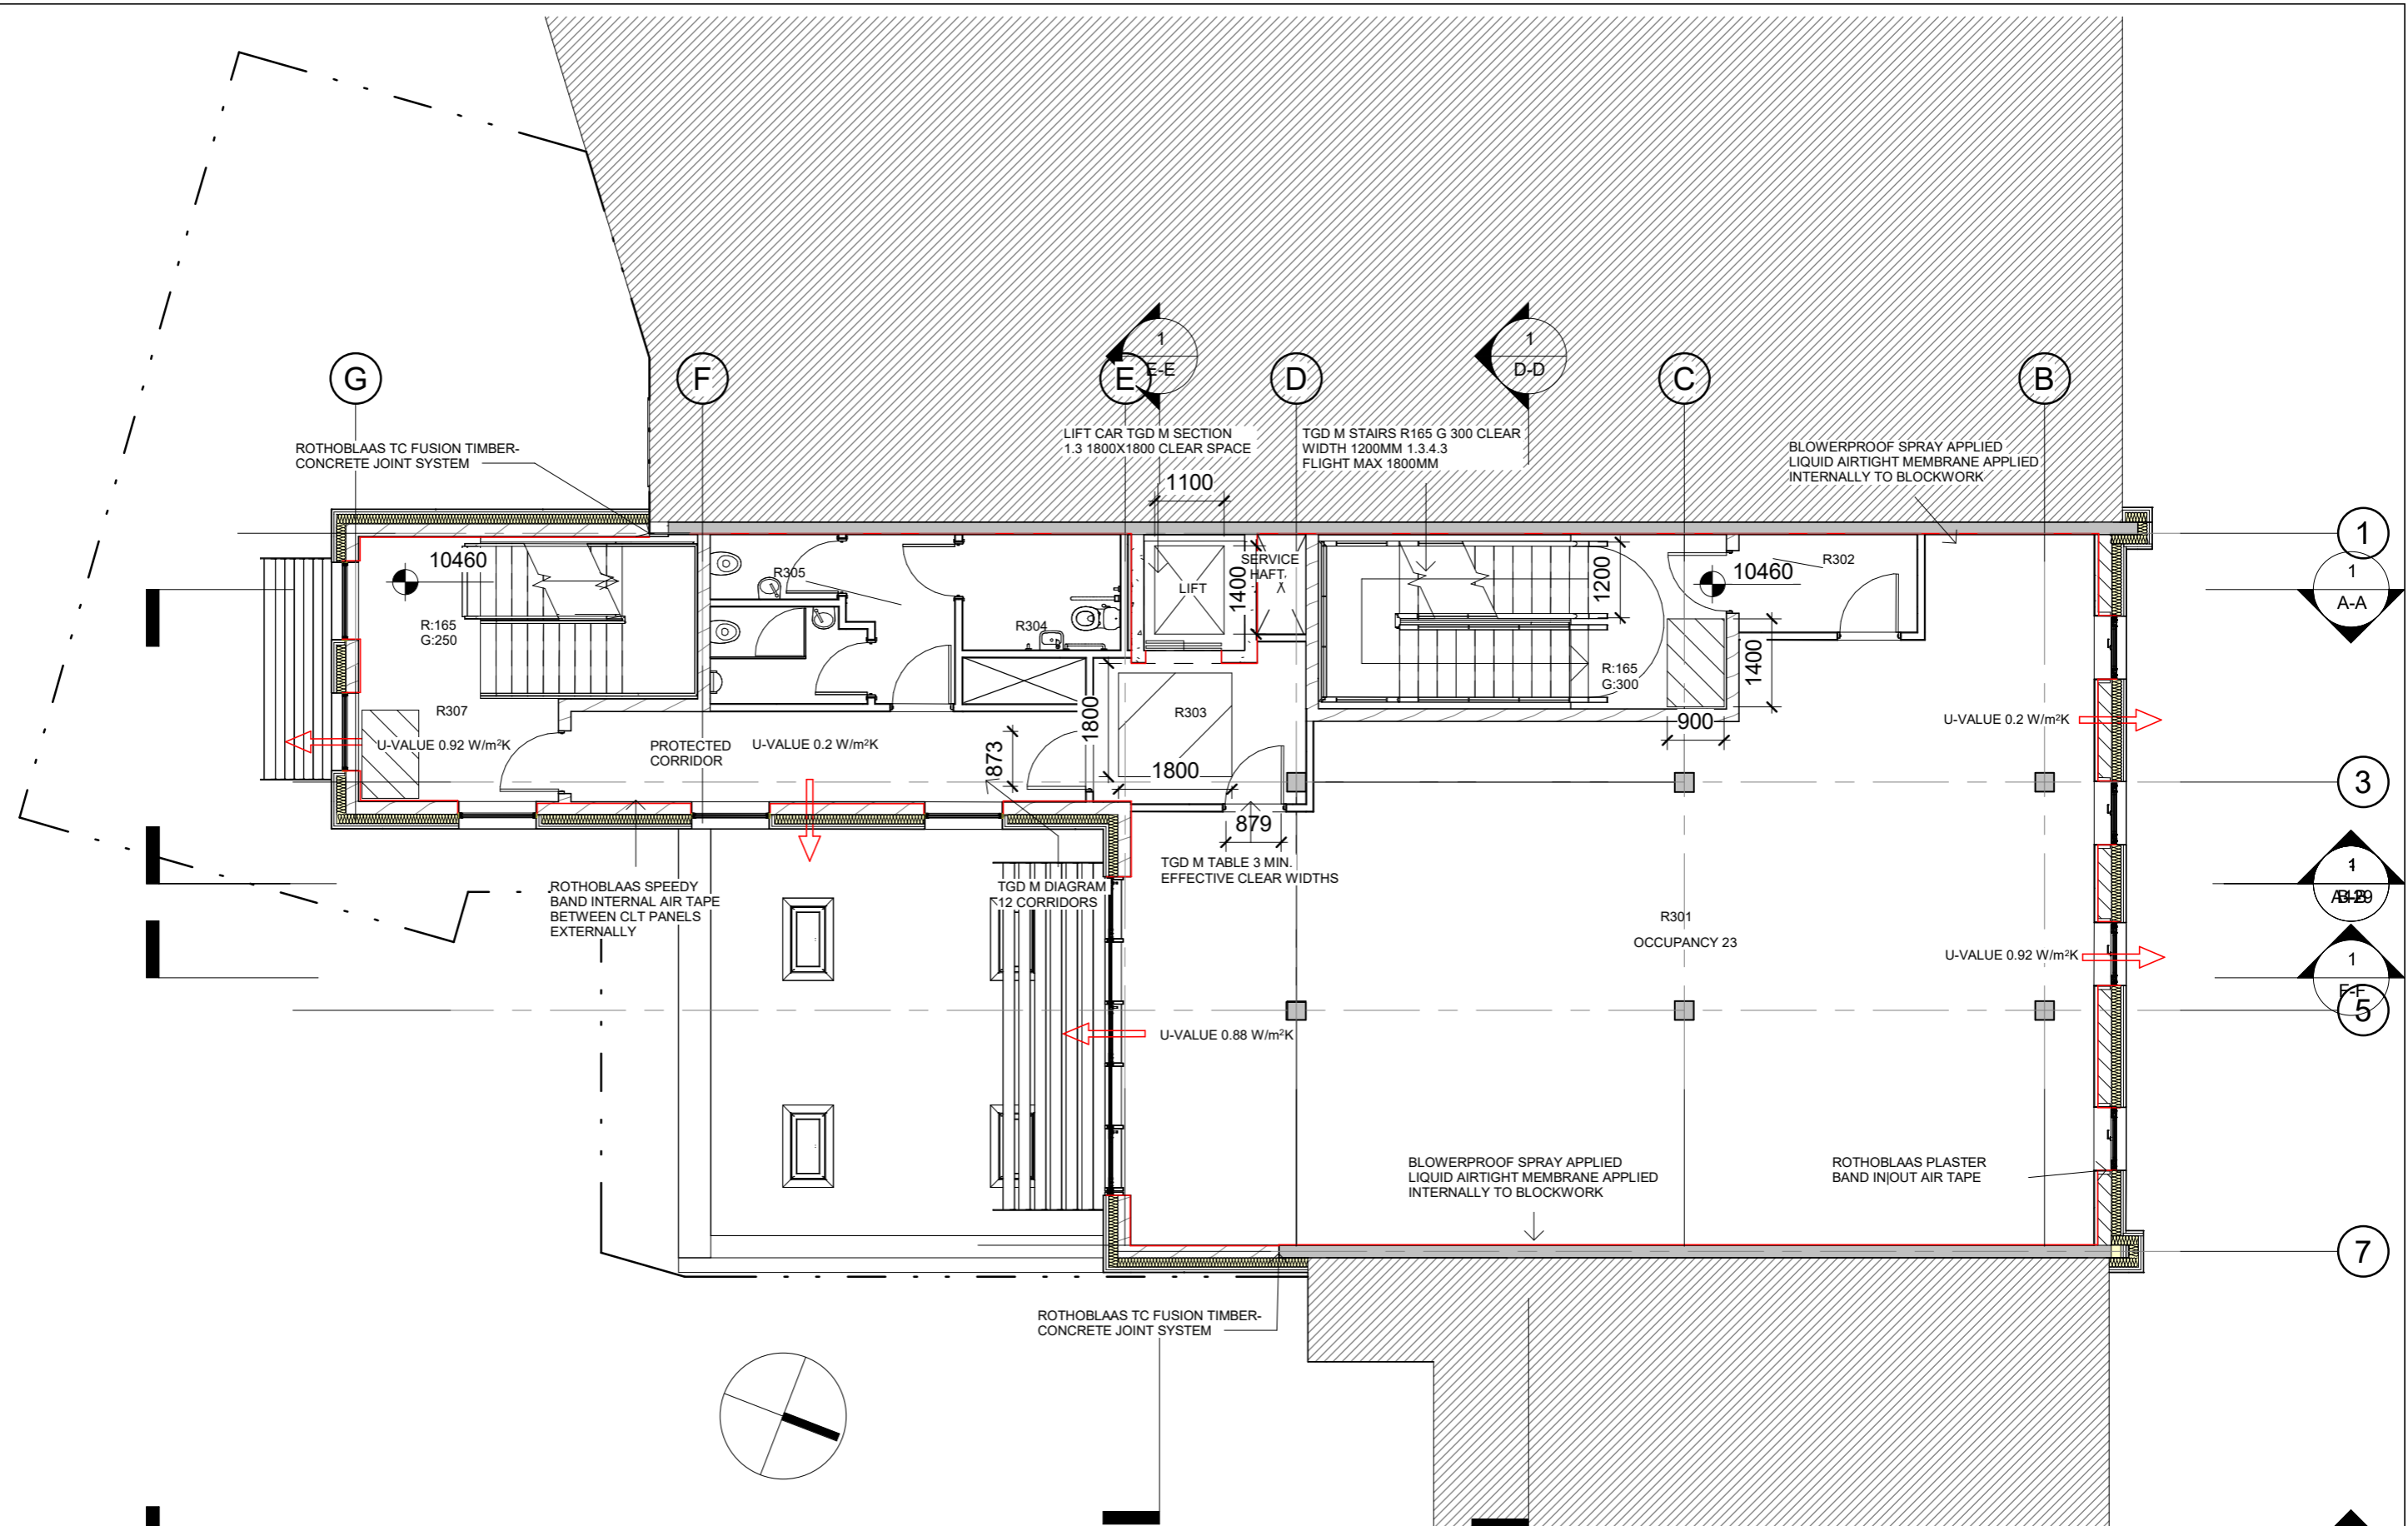 G
F
E
D
C
B
1
E-E
1
D-D
ROTHOBLAAS TC FUSION TIMBER-
CONCRETE JOINT SYSTEM
LIFT CAR TGD M SECTION
1.3 1800X1800 CLEAR SPACE
TGD M STAIRS R165 G 300 CLEAR
WIDTH 1200MM 1.3.4.3
FLIGHT MAX 1800MM
BLOWERPROOF SPRAY APPLIED
LIQUID AIRTIGHT MEMBRANE APPLIED
INTERNALLY TO BLOCKWORK
1100
1
1
A-A
10460
R:165
G:250
R305
R304
LIFT
1400
SERVICE
HAFT
1200
10460
R302
R:165
G:300
1400
900
R307
U-VALUE 0.92 W/m²K
PROTECTED
CORRIDOR
U-VALUE 0.2 W/m²K
873
1800
R303
1800
879
U-VALUE 0.2 W/m²K
3
TGD M TABLE 3 MIN.
EFFECTIVE CLEAR WIDTHS
ROTHOBLAAS SPEEDY
BAND INTERNAL AIR TAPE
BETWEEN CLT PANELS
EXTERNALLY
TGD M DIAGRAM
12 CORRIDORS
R301
OCCUPANCY 23
U-VALUE 0.92 W/m²K
1
1
F-F
5
U-VALUE 0.88 W/m²K
BLOWERPROOF SPRAY APPLIED
LIQUID AIRTIGHT MEMBRANE APPLIED
INTERNALLY TO BLOCKWORK
ROTHOBLAAS PLASTER
BAND IN|OUT AIR TAPE
7
ROTHOBLAAS TC FUSION TIMBER-
CONCRETE JOINT SYSTEM